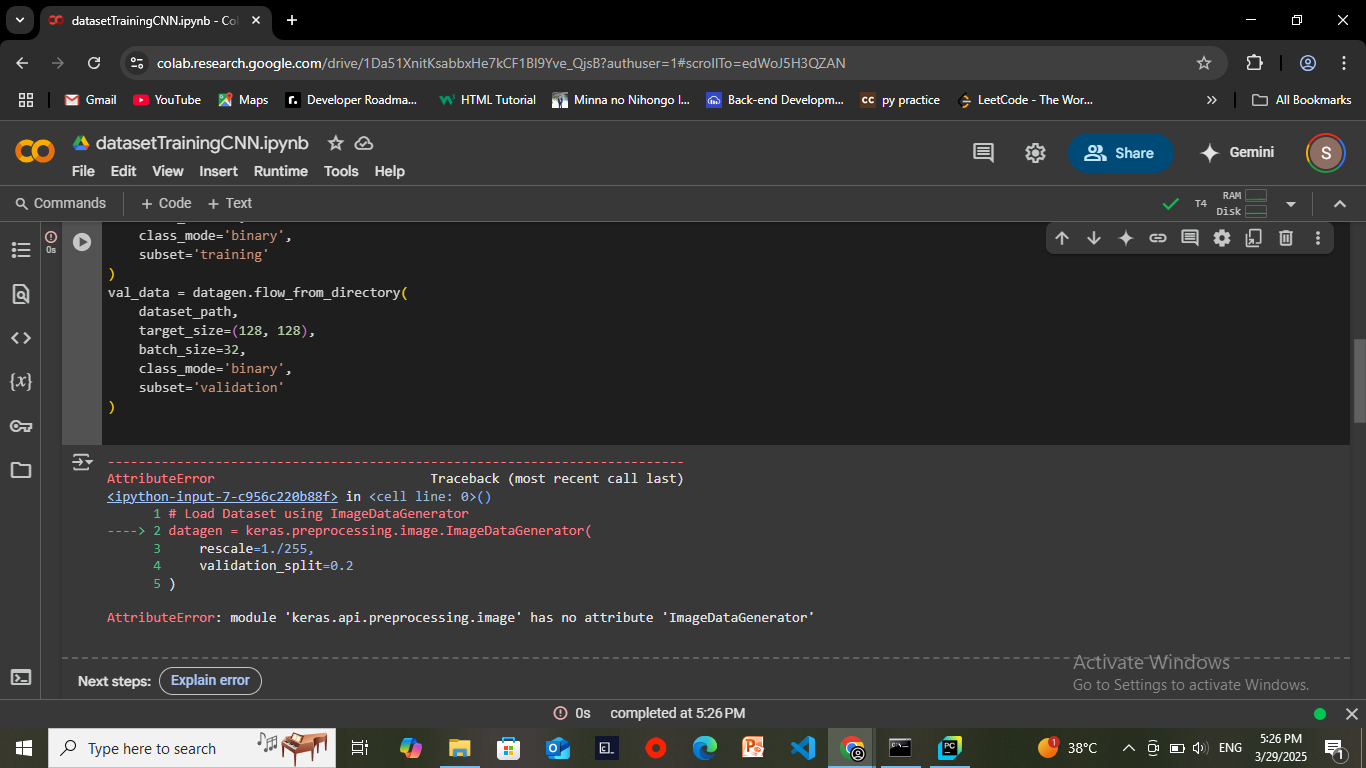 datasetTrainingCNN.ipynb - Col
colab.research.google.com/drive/1Da51XnitKsabbxHe7kCF1Bl9Yve_QjsB?authuser=1#scrollTo=edWoJ5H3QZAN
Gmail YouTube Maps Developer Roadma... HTML Tutorial Minna no Nihongo I... Back-end Developm... CC py practice LeetCode - The Wor... » All Bookmarks
datasetTrainingCNN.ipynb
File Edit View Insert Runtime Tools Help
Share Gemini S
Commands + Code + Text
T4 RAM Disk
0s
class_mode='binary',
subset='training'
)
val_data = datagen.flow_from_directory(
dataset_path,
target_size=(128, 128),
batch_size=32,
class_mode='binary',
subset='validation'
)
---------------------------------------------------------------------------
AttributeError Traceback (most recent call last)
<ipython-input-7-c956c220b88f> in <cell line: 0>()
1 # Load Dataset using ImageDataGenerator
----> 2 datagen = keras.preprocessing.image.ImageDataGenerator(
3 rescale=1./255,
4 validation_split=0.2
5 )
AttributeError: module 'keras.api.preprocessing.image' has no attribute 'ImageDataGenerator'
Next steps: Explain error
Activate Windows
Go to Settings to activate Windows.
0s completed at 5:26 PM
Type here to search
1 38°C ENG
5:26 PM
3/29/2025
1